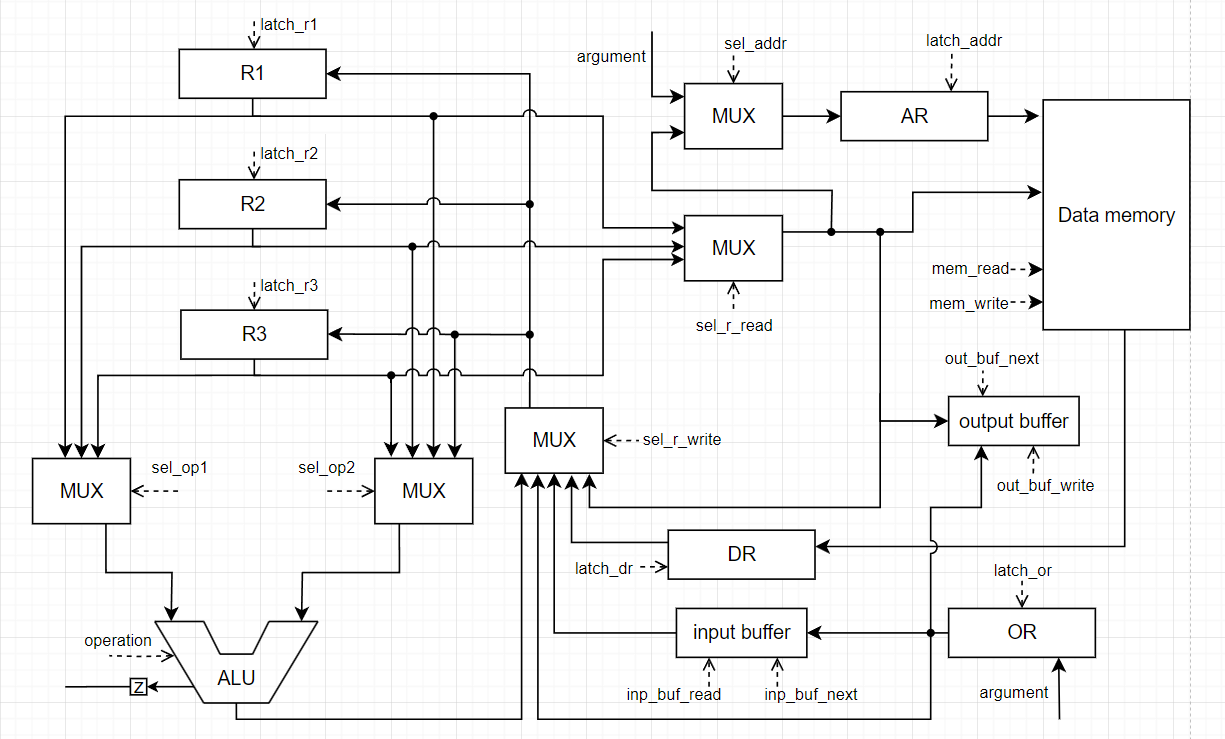 latch_r1
R1
argument
sel_addr
latch_addr
MUX
AR
latch_r2
R2
Data memory
MUX
mem_read
mem_write
latch_r3
R3
sel_r_read
out_buf_next
output buffer
out_buf_write
MUX
sel_r_write
MUX
sel_op1
sel_op2
MUX
DR
latch_dr
latch_or
input buffer
OR
operation
ALU
Z
inp_buf_read
inp_buf_next
argument